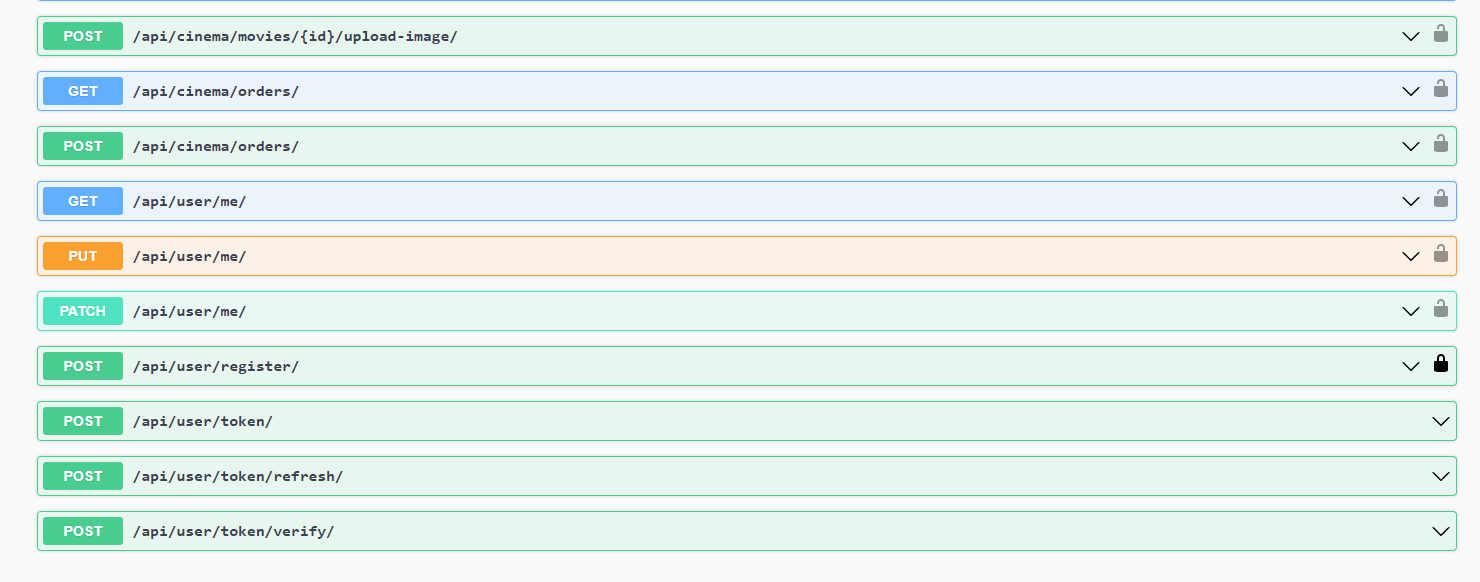 POST /api/cinema/movies/{id}/upload-image/
GET /api/cinema/orders/
POST /api/cinema/orders/
GET /api/user/me/
PUT /api/user/me/
PATCH /api/user/me/
POST /api/user/register/
POST /api/user/token/
POST /api/user/token/refresh/
POST /api/user/token/verify/